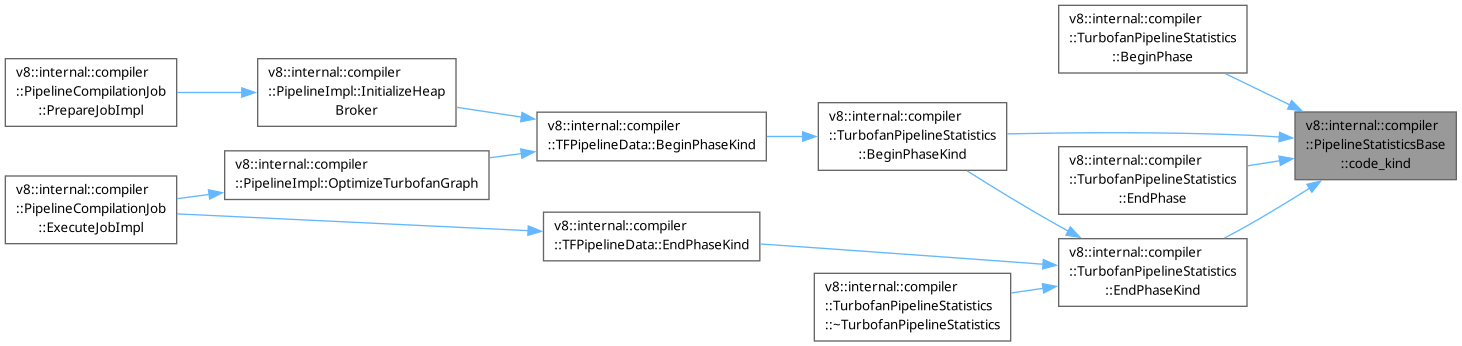 v8::internal::compiler
::PipelineCompilationJob
::PrepareJobImpl
v8::internal::compiler
::PipelineCompilationJob
::ExecuteJobImpl
v8::internal::compiler
::PipelineImpl::InitializeHeap
Broker
v8::internal::compiler
::PipelineImpl::OptimizeTurbofanGraph
v8::internal::compiler
::TFPipelineData::BeginPhaseKind
v8::internal::compiler
::TFPipelineData::EndPhaseKind
v8::internal::compiler
::TurbofanPipelineStatistics
::BeginPhaseKind
v8::internal::compiler
::TurbofanPipelineStatistics
::~TurbofanPipelineStatistics
v8::internal::compiler
::TurbofanPipelineStatistics
::BeginPhase
v8::internal::compiler
::TurbofanPipelineStatistics
::EndPhase
v8::internal::compiler
::TurbofanPipelineStatistics
::EndPhaseKind
v8::internal::compiler
::PipelineStatisticsBase
::code_kind